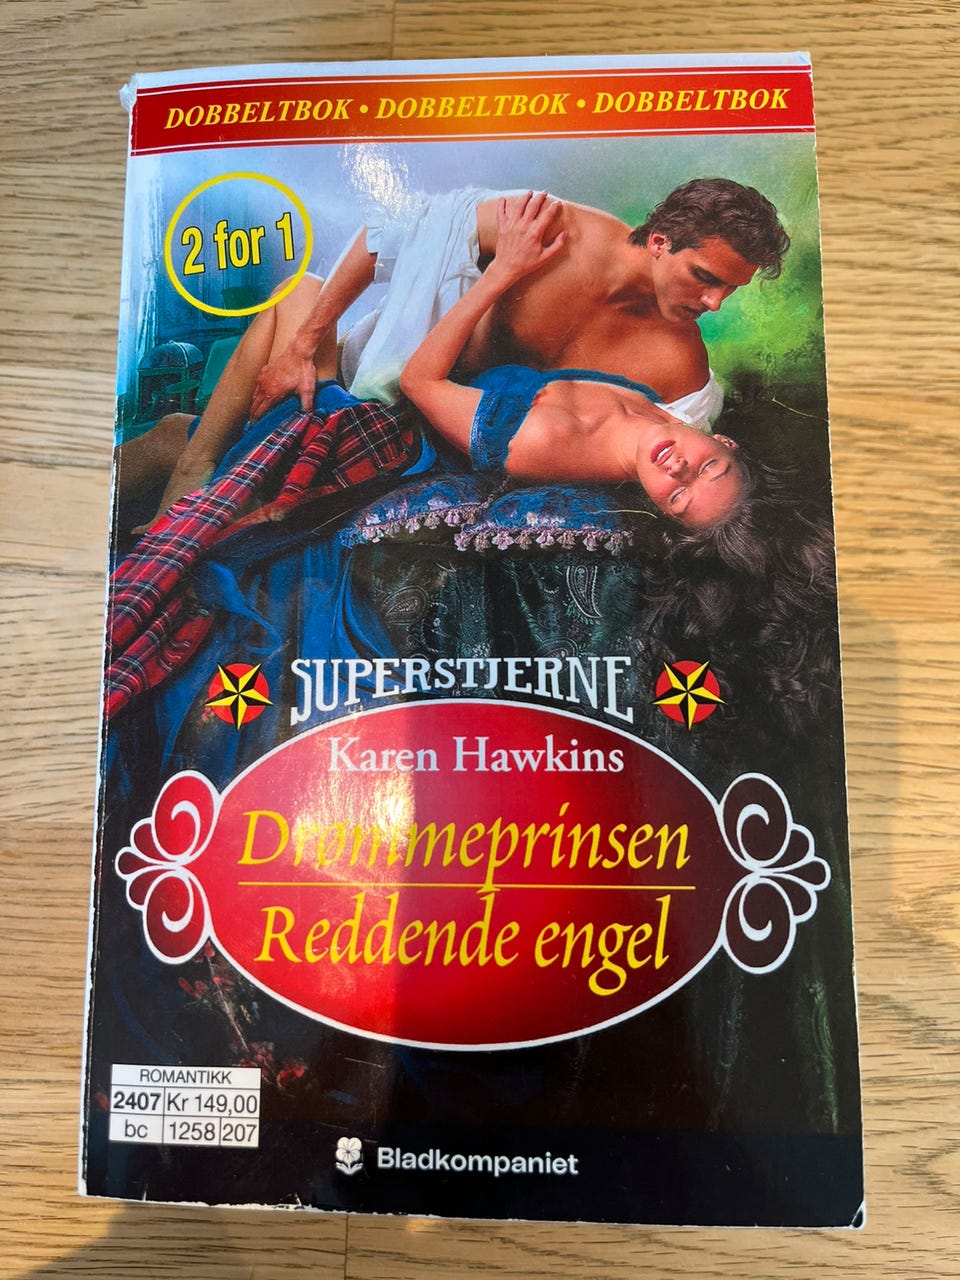 DOBBELTBOK • DOBBELTBOK • DOBBELTBOK
2 for 1
SUPERSTJERNE
Karen Hawkins
Drømmeprinsen
Reddende engel
ROMANTIKK
2407 Kr 149,00
bc 1258 207
Bladkompaniet